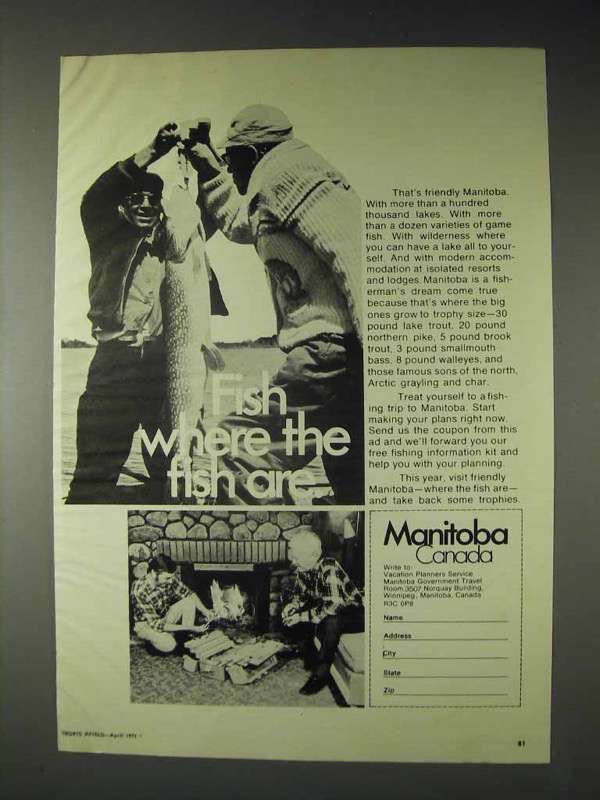 That's friendly Manitoba.
With more than a hundred
thousand lakes. With more
than a dozen varieties of game
fish. With wilderness where
you can have a lake all to your-
self. And with modern accom-
modation at isolated resorts
and lodges. Manitoba is a fish-
erman's dream come true
because that's where the big
ones grow to trophy size—30
pound lake trout, 20 pound
northern pike, 5 pound brook
trout, 3 pound smallmouth
bass, 8 pound walleyes, and
those famous sons of the north,
Arctic grayling and char.
Treat yourself to a fish-
ing trip to Manitoba. Start
making your plans right now.
Send us the coupon from this
ad and we'll forward you our
free fishing information kit and
help you with your planning.
This year, visit friendly
Manitoba—where the fish are—
and take back some trophies.
Fish
where the
fish are.
Manitoba
Canada
Write to:
Vacation Planners Service
Manitoba Government Travel
Room 3507 Norquay Building,
Winnipeg, Manitoba, Canada
R3C 0P8
Name
Address
City
State
Zip
SPORTS AFIELD—April
81